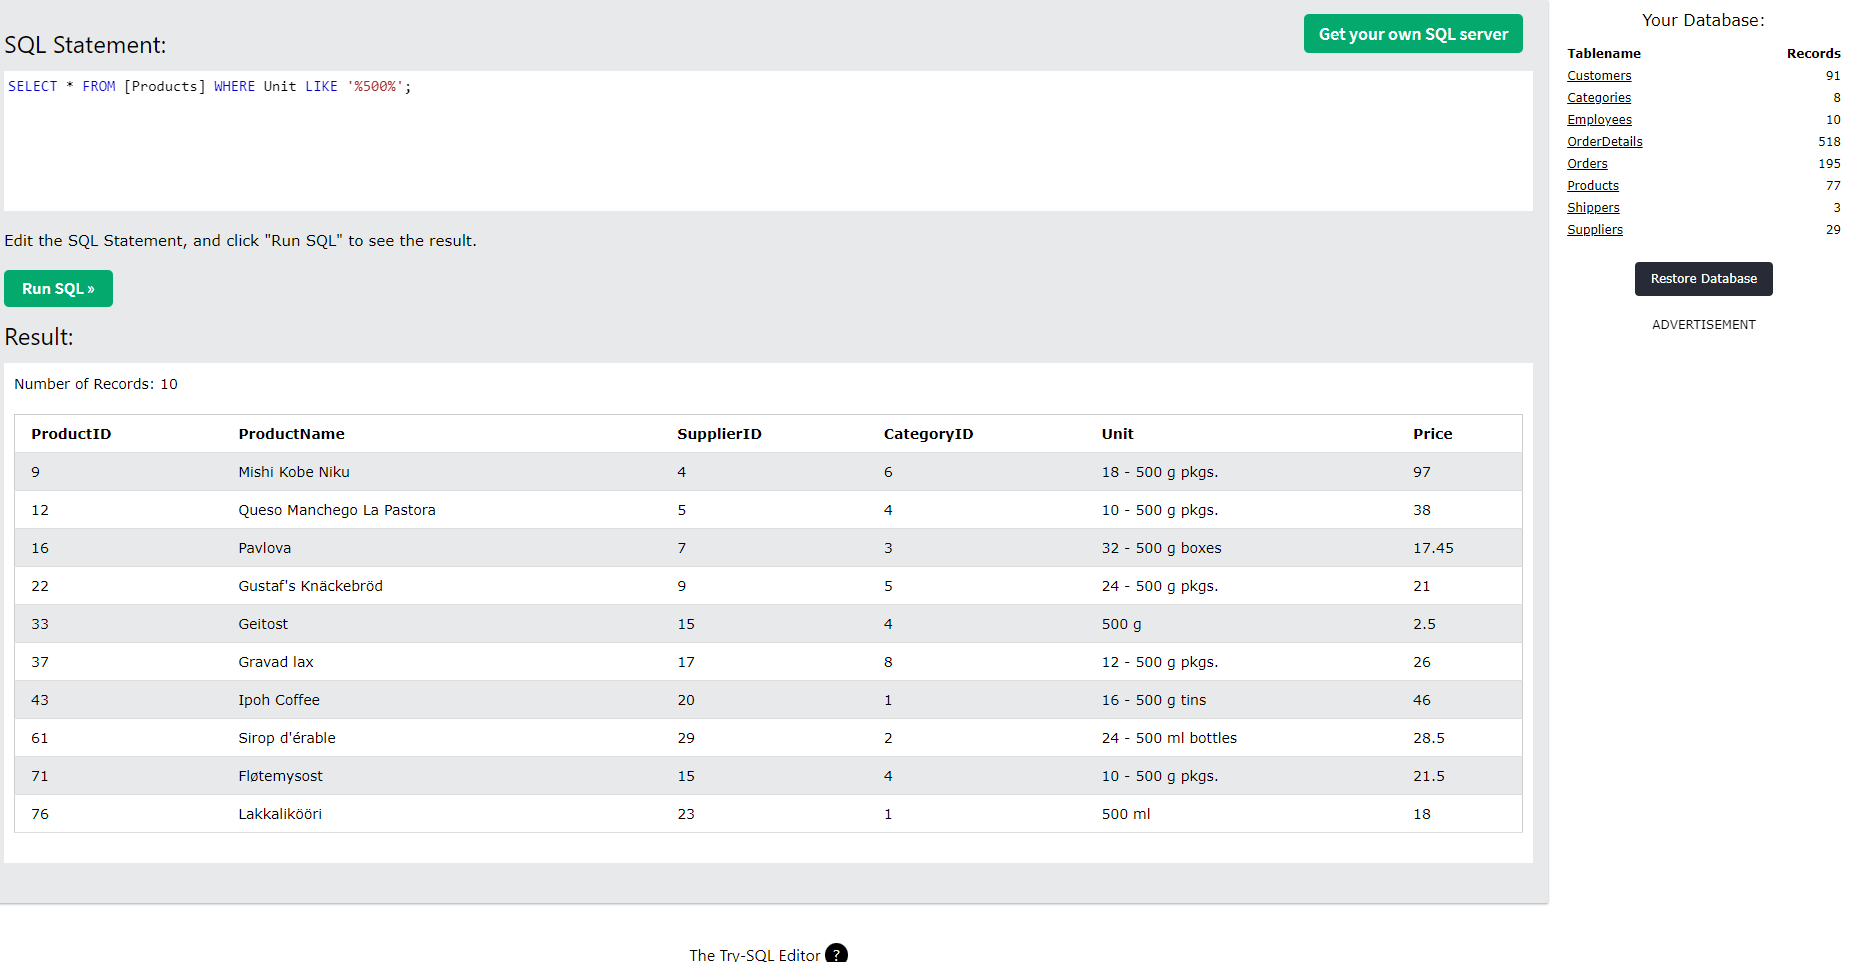 Get your own SQL server
SQL Statement:
SELECT * FROM [Products] WHERE Unit LIKE '%500%';
Edit the SQL Statement, and click "Run SQL" to see the result.
Run SQL »
Result:
Number of Records: 10
ProductID ProductName SupplierID CategoryID Unit Price
9 Mishi Kobe Niku 4 6 18 - 500 g pkgs. 97
12 Queso Manchego La Pastora 5 4 10 - 500 g pkgs. 38
16 Pavlova 7 3 32 - 500 g boxes 17.45
22 Gustaf's Knäckebröd 9 5 24 - 500 g pkgs. 21
33 Geitost 15 4 500 g 2.5
37 Gravad lax 17 8 12 - 500 g pkgs. 26
43 Ipoh Coffee 20 1 16 - 500 g tins 46
61 Sirop d'érable 29 2 24 - 500 ml bottles 28.5
71 Fløtemysost 15 4 10 - 500 g pkgs. 21.5
76 Lakkalikööri 23 1 500 ml 18
The Try-SQL Editor ?
Your Database:
Tablename Records
Customers 91
Categories 8
Employees 10
OrderDetails 518
Orders 195
Products 77
Shippers 3
Suppliers 29
Restore Database
ADVERTISEMENT